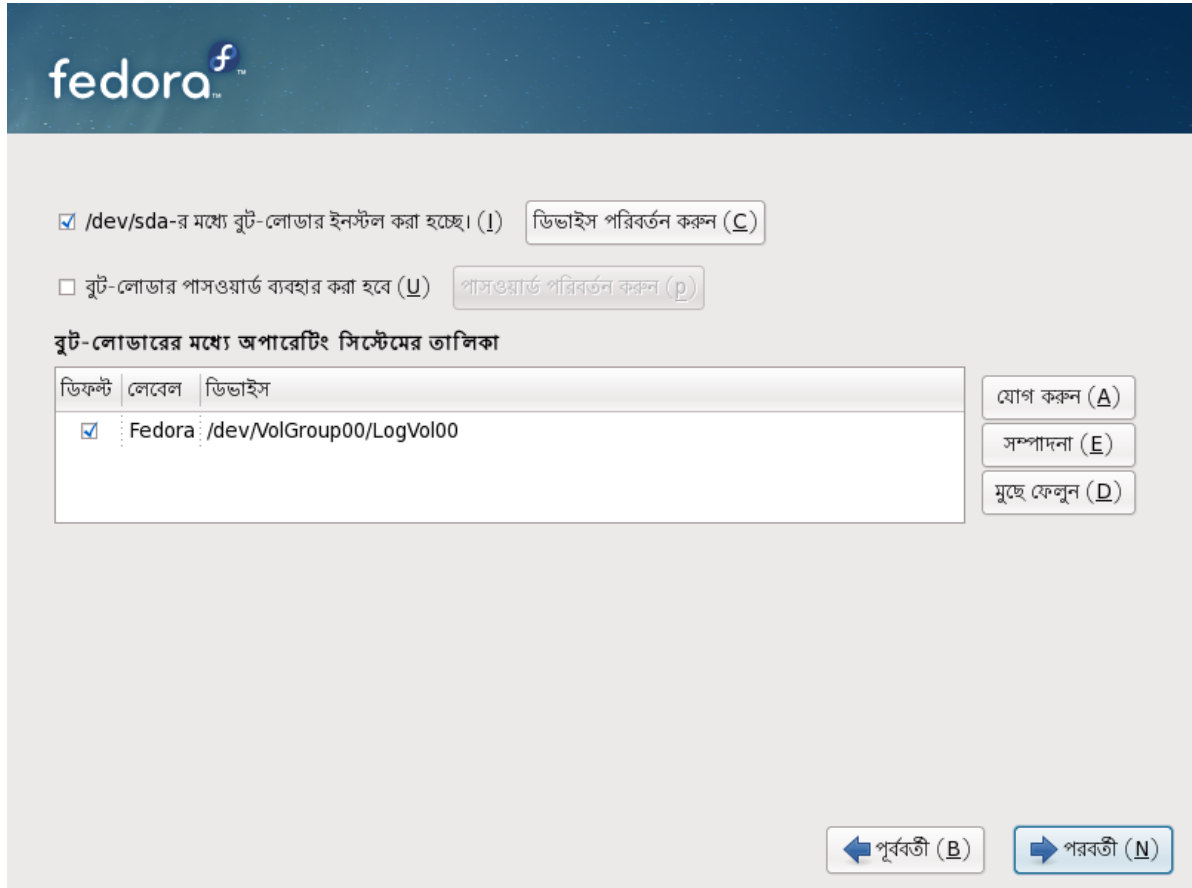 fedora
/dev/sda-র মধ্যে বুট-লোডার ইনস্টল করা হচ্ছে। (I) ডিভাইস পরিবর্তন করুন (C)
বুট-লোডার পাসওয়ার্ড ব্যবহার করা হবে (U) পাসওয়ার্ড পরিবর্তন করুন (p)
বুট-লোডারের মধ্যে অপারেটিং সিস্টেমের তালিকা
ডিফল্ট লেবেল ডিভাইস
Fedora /dev/VolGroup00/LogVol00
যোগ করুন (A)
সম্পাদনা (E)
মুছে ফেলুন (D)
পূর্ববর্তী (B) পরবর্তী (N)